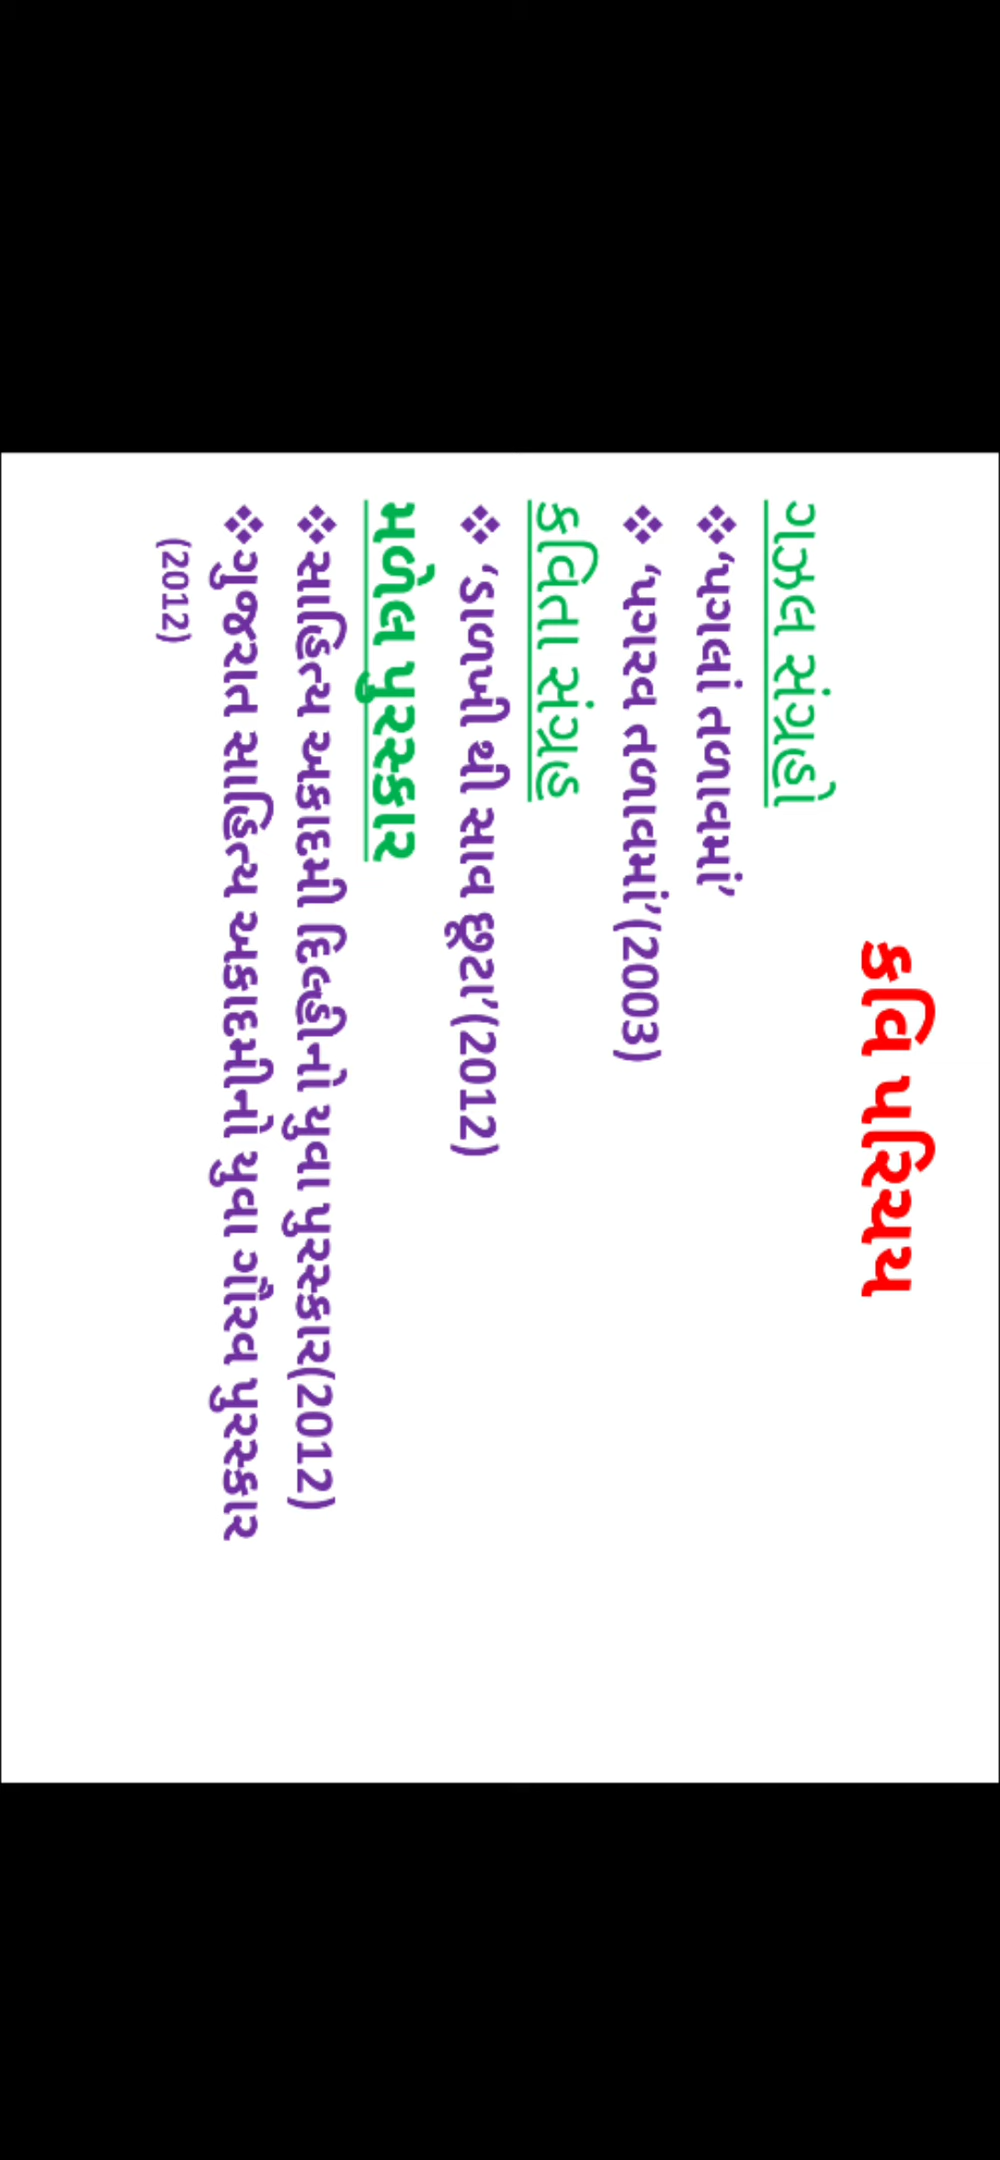 કવિ પરિચય
ગઝલ સંગ્રહો
❖‘પગલાં તળાવમાં’
❖ ‘પગરવ તળાવમાં’(2003)
કવિતા સંગ્રહ
❖ ‘ડાળખી થી સાવ છૂટા’(2012)
મળેલ પુરસ્કાર
❖સાહિત્ય અકાદમી દિલ્હીનો યુવા પુરસ્કાર(2012)
❖ગુજરાત સાહિત્ય અકાદમીનો યુવા ગૌરવ પુરસ્કાર
(2012)